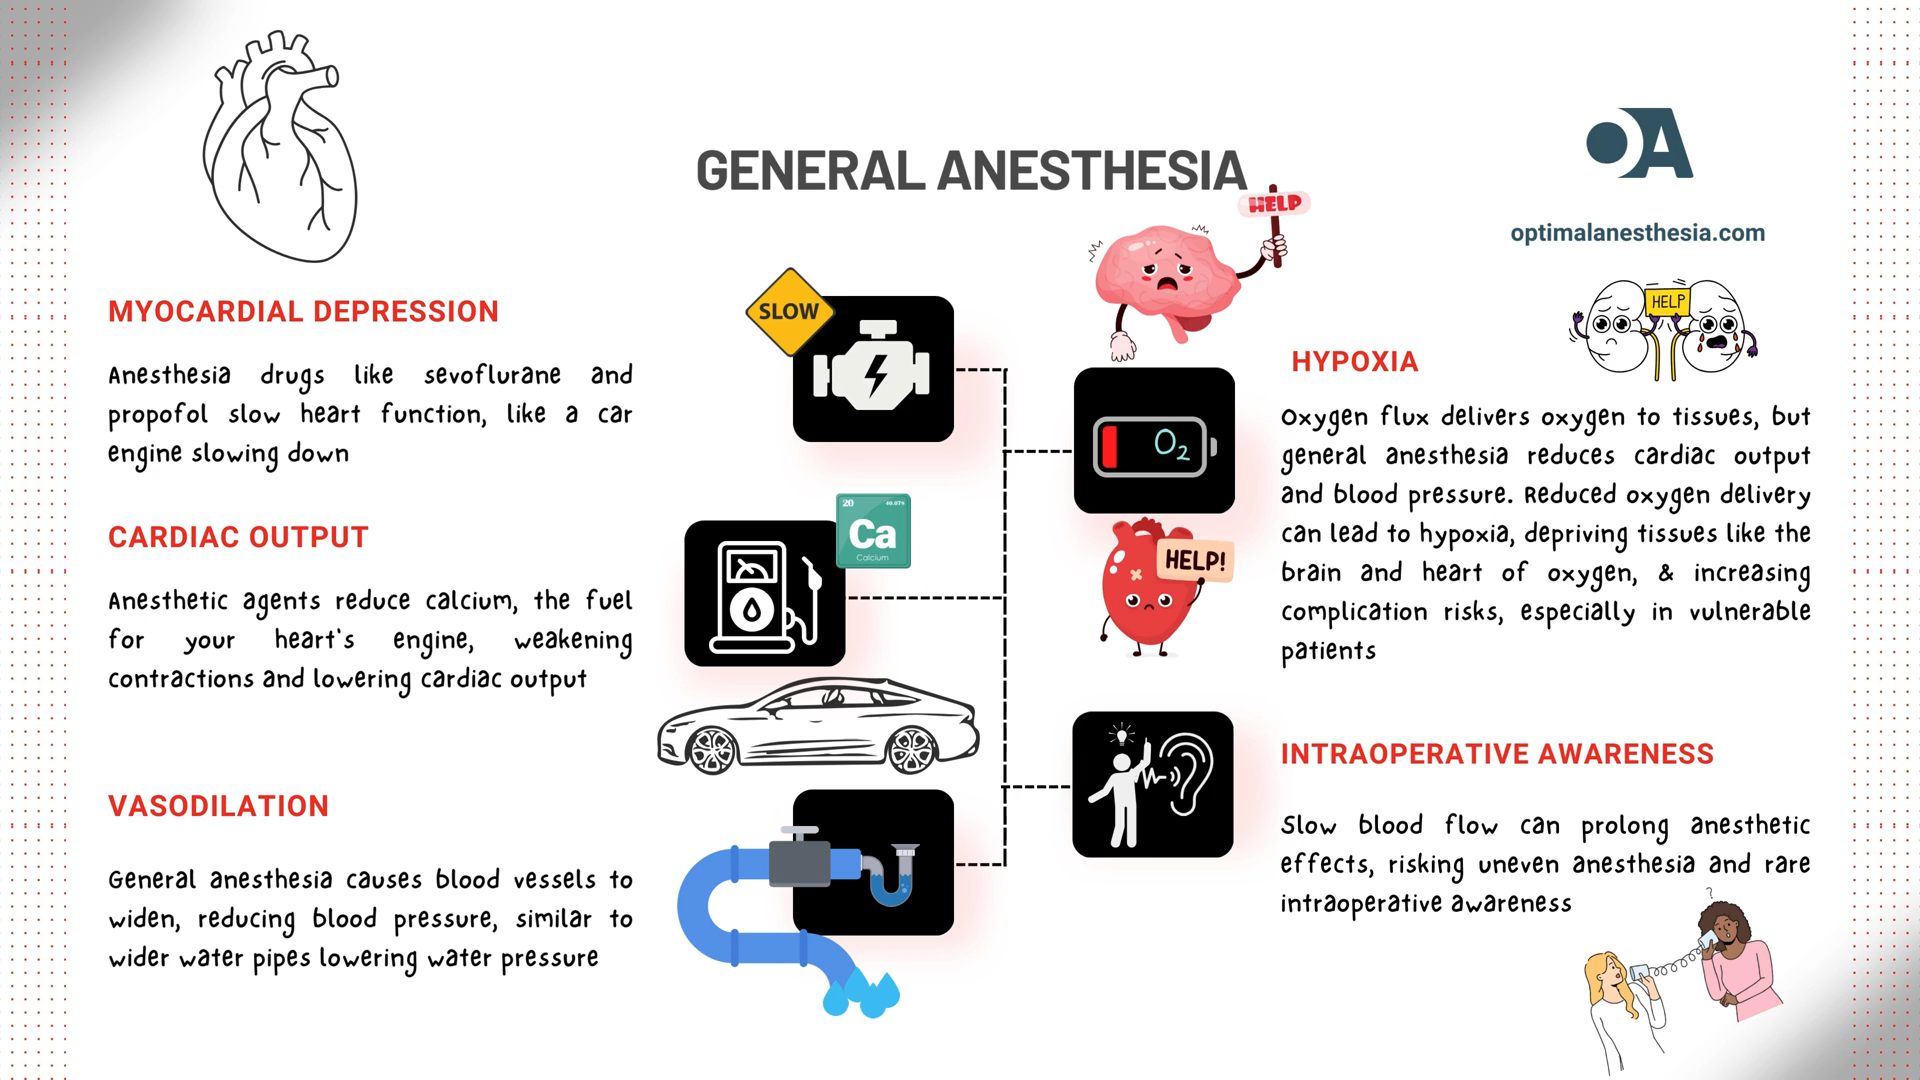 GENERAL ANESTHESIA
OA
optimalanesthesia.com
MYOCARDIAL DEPRESSION
Anesthesia drugs like sevoflurane and
propofol slow heart function, like a car
engine slowing down
SLOW
CARDIAC OUTPUT
Anesthetic agents reduce calcium, the fuel
for your heart's engine, weakening
contractions and lowering cardiac output
20 40.078
Ca
Calcium
VASODILATION
General anesthesia causes blood vessels to
widen, reducing blood pressure, similar to
wider water pipes lowering water pressure
HELP
HELP
HYPOXIA
O₂
Oxygen flux delivers oxygen to tissues, but
general anesthesia reduces cardiac output
and blood pressure. Reduced oxygen delivery
can lead to hypoxia, depriving tissues like the
brain and heart of oxygen, & increasing
complication risks, especially in vulnerable
patients
HELP!
INTRAOPERATIVE AWARENESS
Slow blood flow can prolong anesthetic
effects, risking uneven anesthesia and rare
intraoperative awareness
?